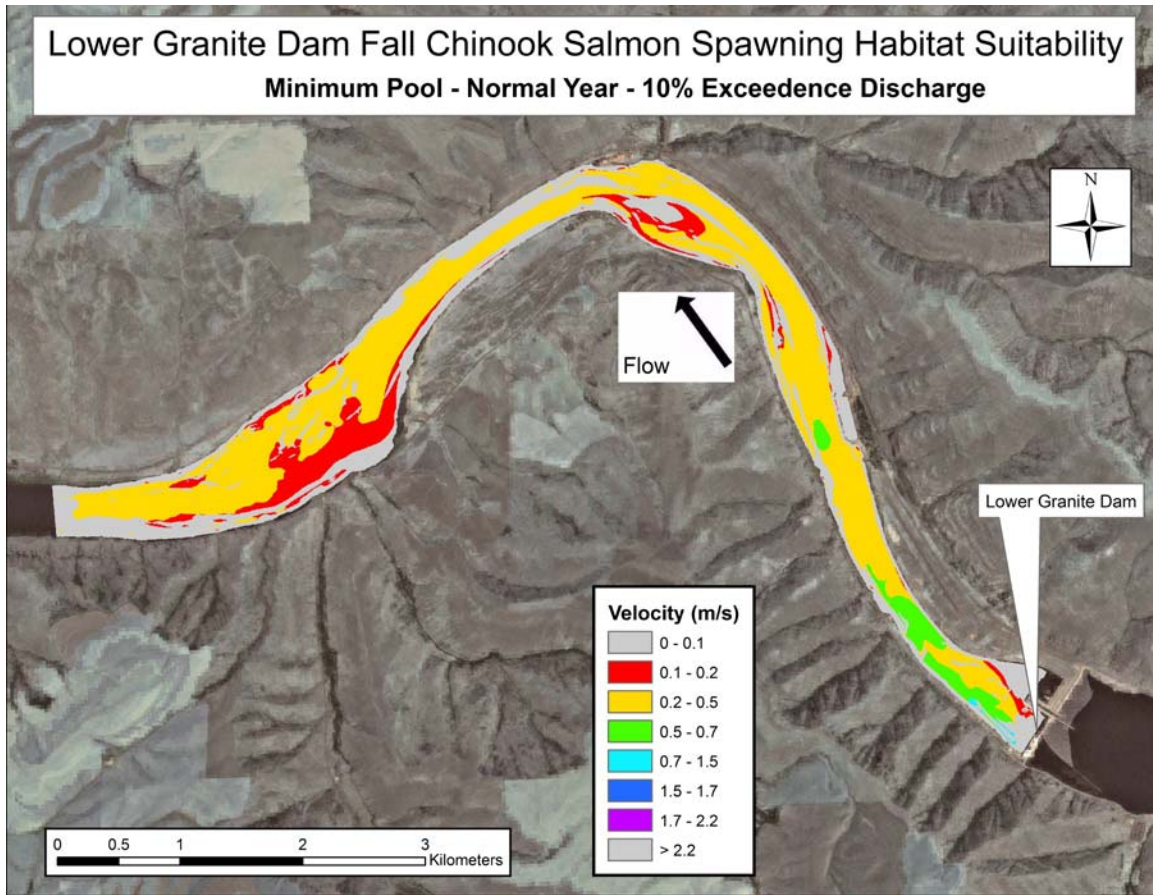 Lower Granite Dam Fall Chinook Salmon Spawning Habitat Suitability
Minimum Pool - Normal Year - 10% Exceedence Discharge
N
Flow
Lower Granite Dam
Velocity (m/s)
0 - 0.1
0.1 - 0.2
0.2 - 0.5
0.5 - 0.7
0.7 - 1.5
1.5 - 1.7
1.7 - 2.2
> 2.2
0 0.5 1 2 3
Kilometers